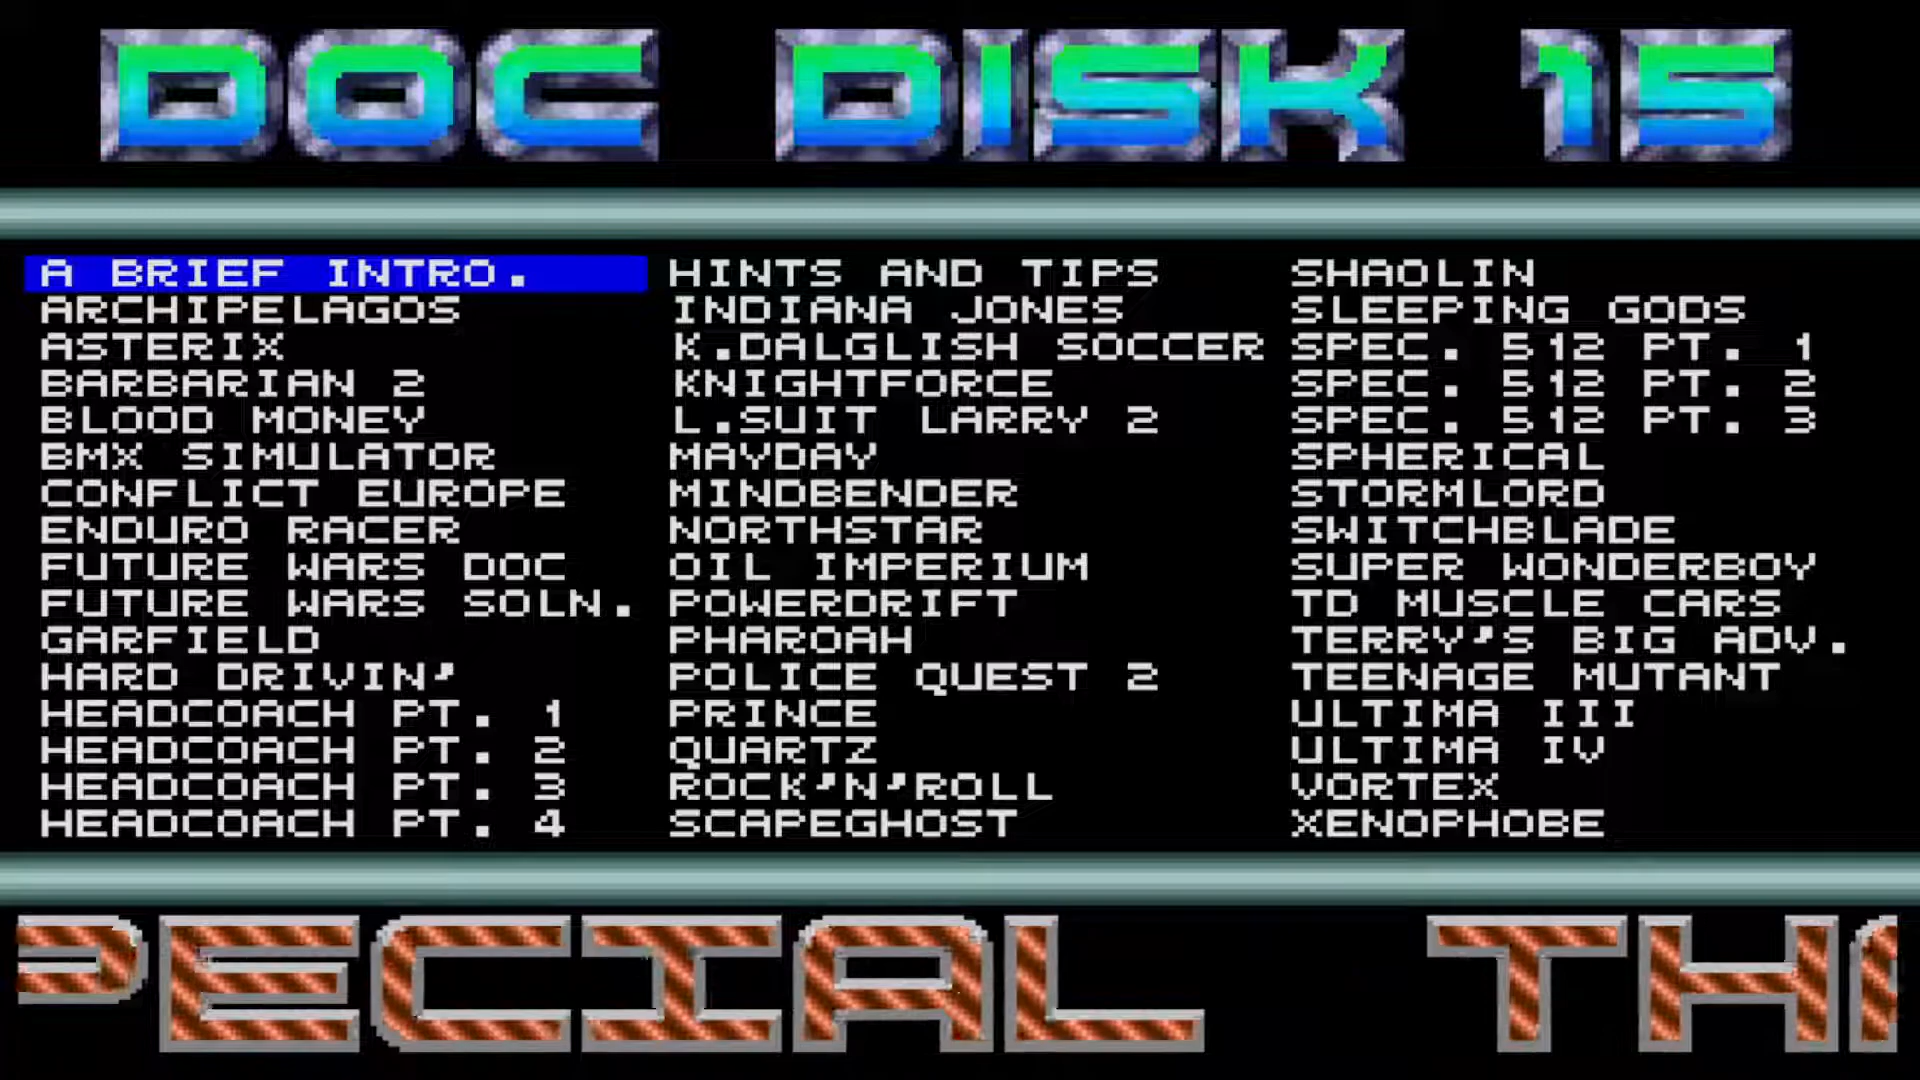 DOC DISK 15
A BRIEF INTRO.
ARCHIPELAGOS
ASTERIX
BARBARIAN 2
BLOOD MONEY
BMX SIMULATOR
CONFLICT EUROPE
ENDURO RACER
FUTURE WARS DOC
FUTURE WARS SOLN.
GARFIELD
HARD DRIVIN'
HEADCOACH PT. 1
HEADCOACH PT. 2
HEADCOACH PT. 3
HEADCOACH PT. 4
HINTS AND TIPS
INDIANA JONES
K.DALGLISH SOCCER
KNIGHTFORCE
L.SUIT LARRY 2
MAYDAY
MINDBENDER
NORTHSTAR
OIL IMPERIUM
POWERDRIFT
PHAROAH
POLICE QUEST 2
PRINCE
QUARTZ
ROCK'N'ROLL
SCAPEGHOST
SHAOLIN
SLEEPING GODS
SPEC. 512 PT. 1
SPEC. 512 PT. 2
SPEC. 512 PT. 3
SPHERICAL
STORMLORD
SWITCHBLADE
SUPER WONDERBOY
TD MUSCLE CARS
TERRY'S BIG ADV.
TEENAGE MUTANT
ULTIMA III
ULTIMA IV
VORTEX
XENOPHOBE
PECIAL TH